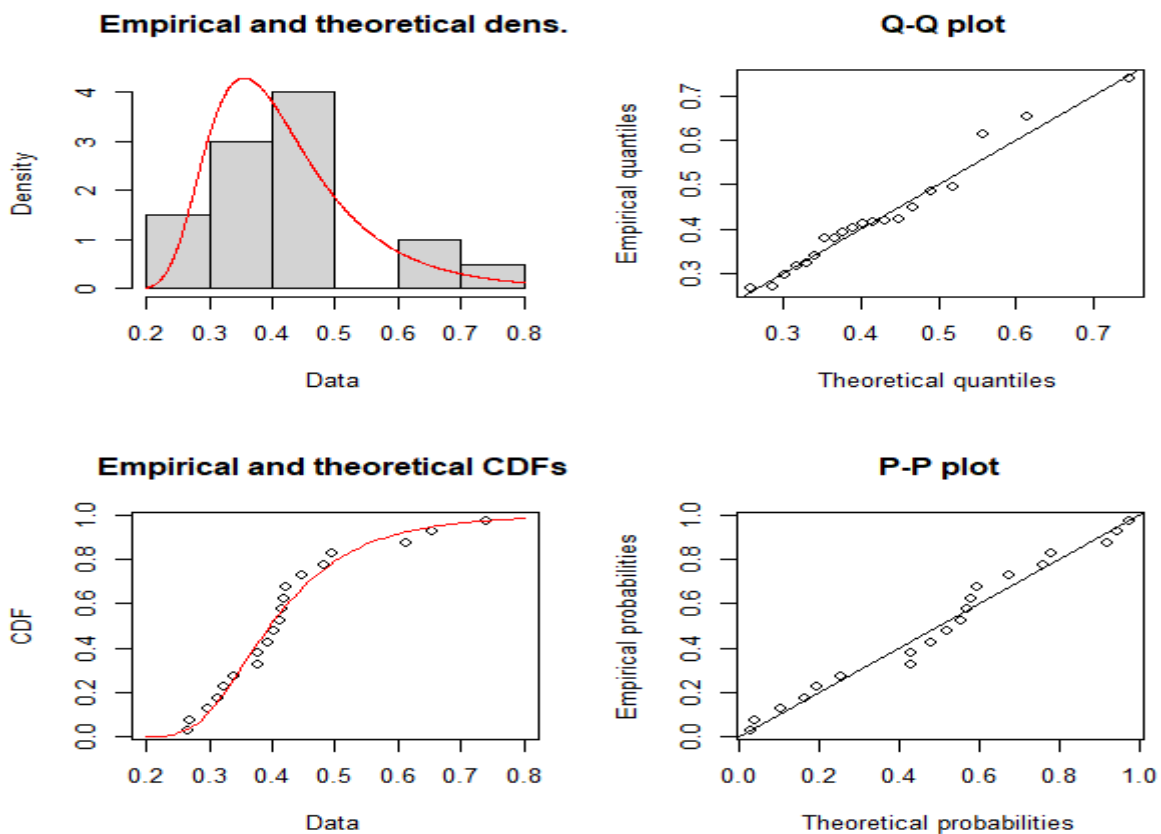 Empirical and theoretical dens.
Density
0 1 2 3 4
0.2 0.3 0.4 0.5 0.6 0.7 0.8
Data
Q-Q plot
Empirical quantiles
0.3 0.4 0.5 0.6 0.7
0.3 0.4 0.5 0.6 0.7
Theoretical quantiles
Empirical and theoretical CDFs
CDF
0.0 0.2 0.4 0.6 0.8 1.0
0.2 0.3 0.4 0.5 0.6 0.7 0.8
Data
P-P plot
Empirical probabilities
0.0 0.2 0.4 0.6 0.8 1.0
0.0 0.2 0.4 0.6 0.8 1.0
Theoretical probabilities